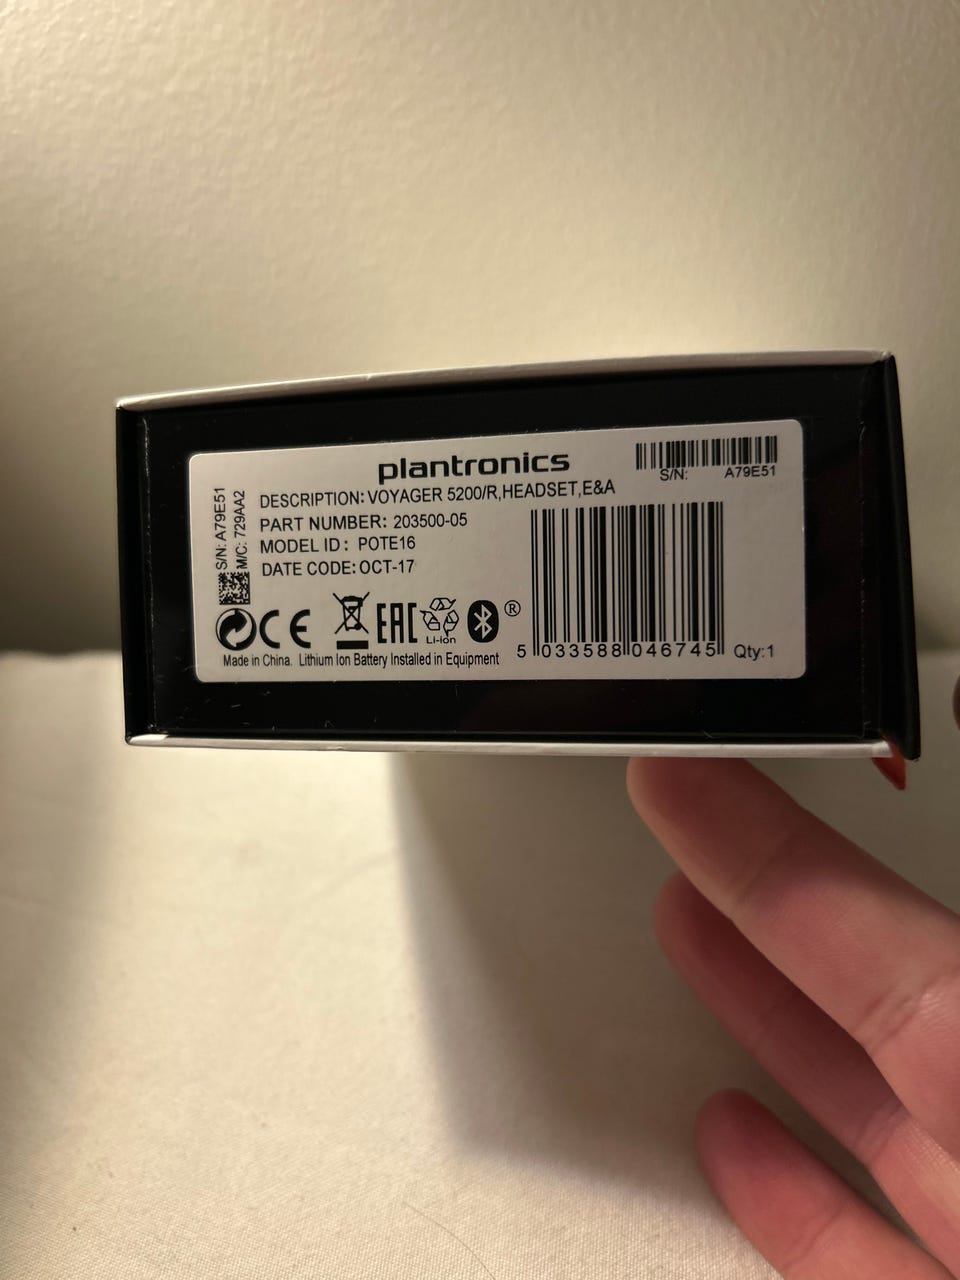 plantronics
S/N: A79E51
DESCRIPTION: VOYAGER 5200/R,HEADSET,E&A
PART NUMBER: 203500-05
MODEL ID : POTE16
DATE CODE: OCT-17
S/N: A79E51
M/C: 729AA2
CE
EAC
Li-ion
®
Made in China. Lithium Ion Battery Installed in Equipment
5 033588 046745
Qty:1